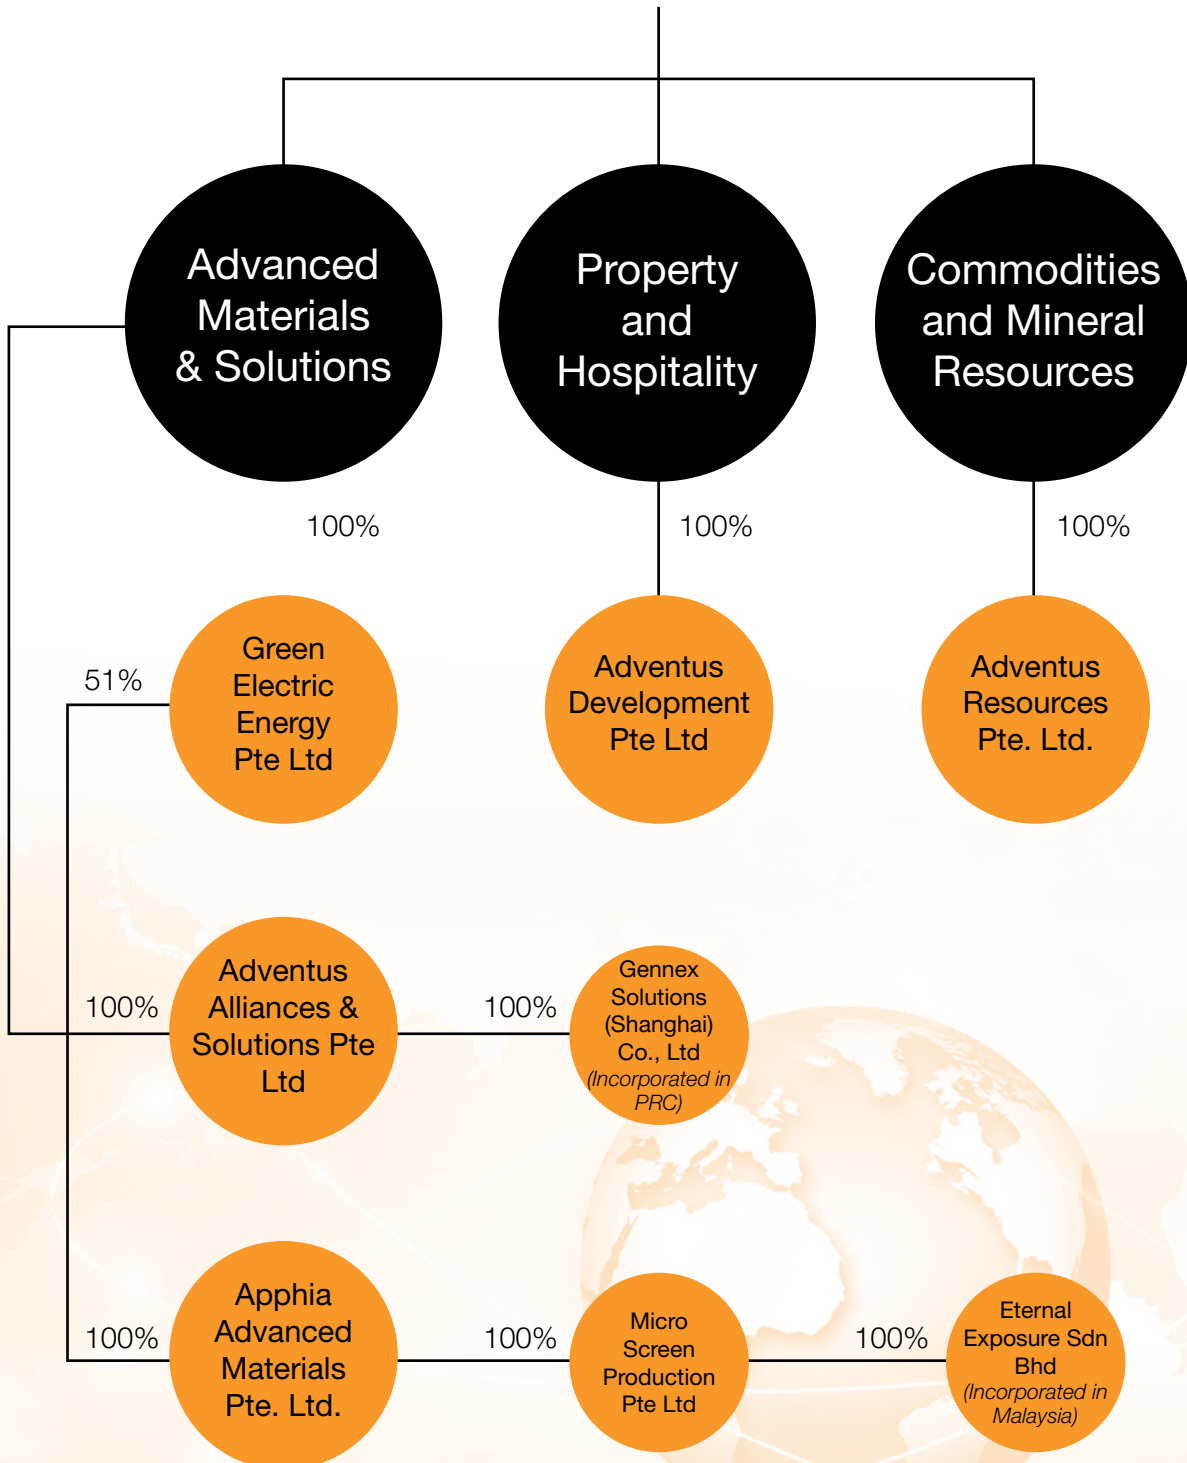 Advanced
Materials
& Solutions
Property
and
Hospitality
Commodities
and Mineral
Resources
100%
100%
100%
51%
Green
Electric
Energy
Pte Ltd
Adventus
Development
Pte Ltd
Adventus
Resources
Pte. Ltd.
100%
Adventus
Alliances &
Solutions Pte
Ltd
100%
Gennex
Solutions
(Shanghai)
Co., Ltd
(Incorporated in
PRC)
100%
Apphia
Advanced
Materials
Pte. Ltd.
100%
Micro
Screen
Production
Pte Ltd
100%
Eternal
Exposure Sdn
Bhd
(Incorporated in
Malaysia)